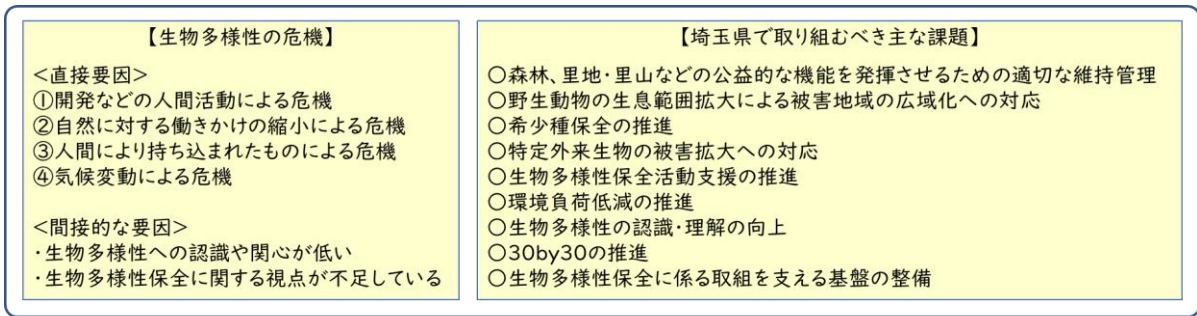 【生物多様性の危機】
<直接要因>
①開発などの人間活動による危機
②自然に対する働きかけの縮小による危機
③人間により持ち込まれたものによる危機
④気候変動による危機
<間接的な要因>
・生物多様性への認識や関心が低い
・生物多様性保全に関する視点が不足している
【埼玉県で取り組むべき主な課題】
〇森林、里地・里山などの公益的な機能を発揮させるための適切な維持管理
〇野生動物の生息範囲拡大による被害地域の広域化への対応
〇希少種保全の推進
〇特定外来生物の被害拡大への対応
〇生物多様性保全活動支援の推進
〇環境負荷低減の推進
〇生物多様性の認識・理解の向上
〇30by30の推進
〇生物多様性保全に係る取組を支える基盤の整備